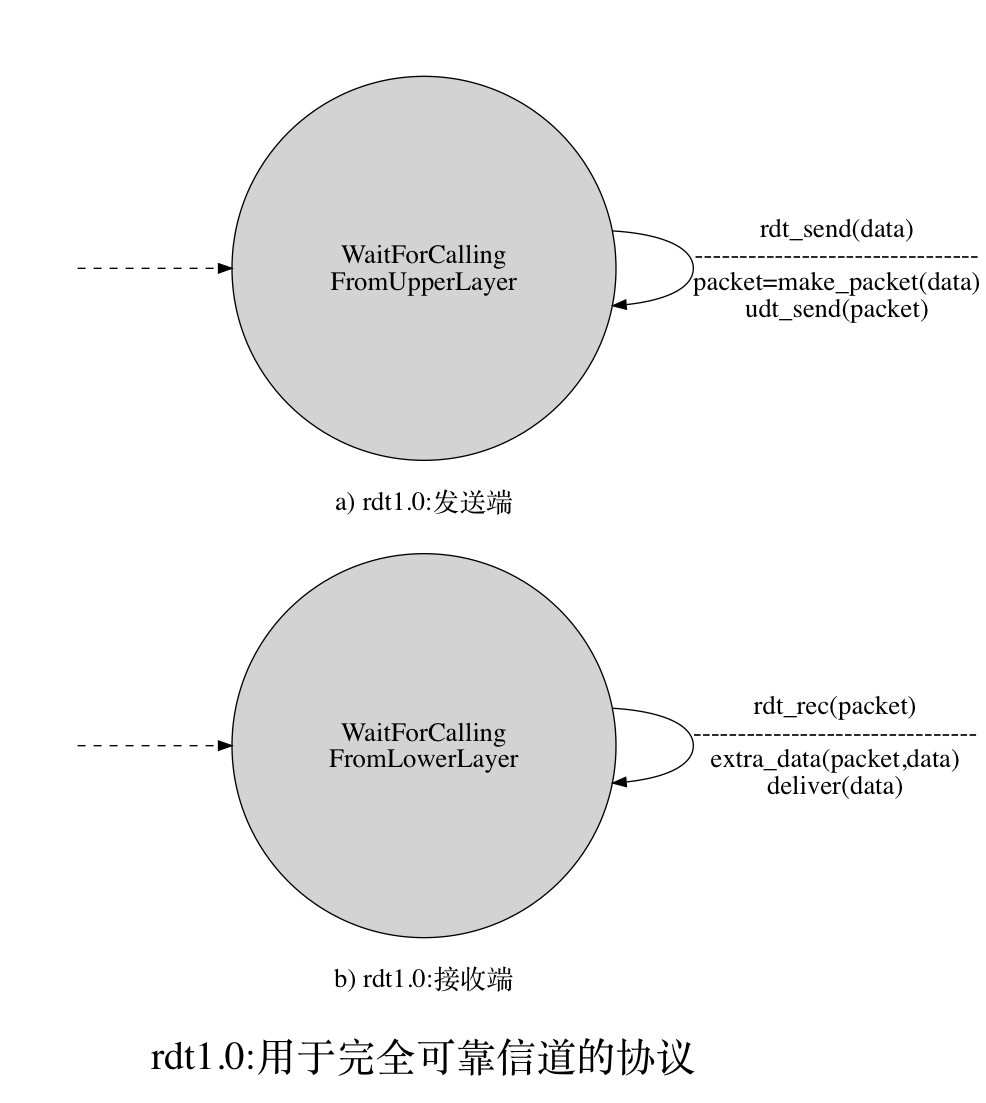 WaitForCalling
FromUpperLayer
rdt_send(data)
----------------------------------
packet=make_packet(data)
udt_send(packet)
a) rdt1.0:发送端
WaitForCalling
FromLowerLayer
rdt_rec(packet)
----------------------------------
extra_data(packet,data)
deliver(data)
b) rdt1.0:接收端
rdt1.0:用于完全可靠信道的协议